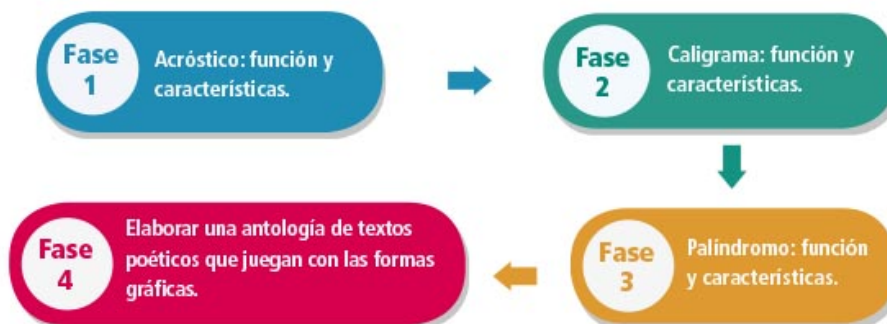 Fase
1
Acróstico: función y
características.
Fase
2
Caligrama: función y
características.
Fase
3
Palíndromo: función
y características.
Fase
4
Elaborar una antología de textos
poéticos que juegan con las formas
gráficas.